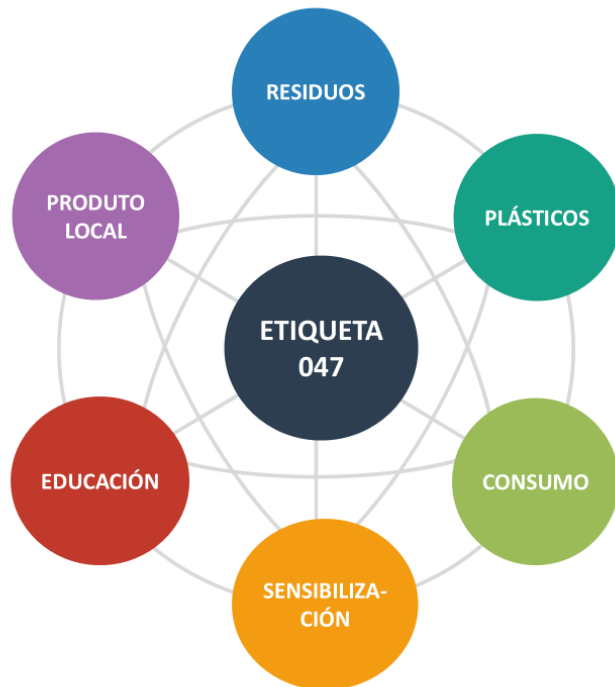 RESIDUOS
PRODUTO
LOCAL
PLÁSTICOS
ETIQUETA
047
EDUCACIÓN
CONSUMO
SENSIBILIZA-
CIÓN